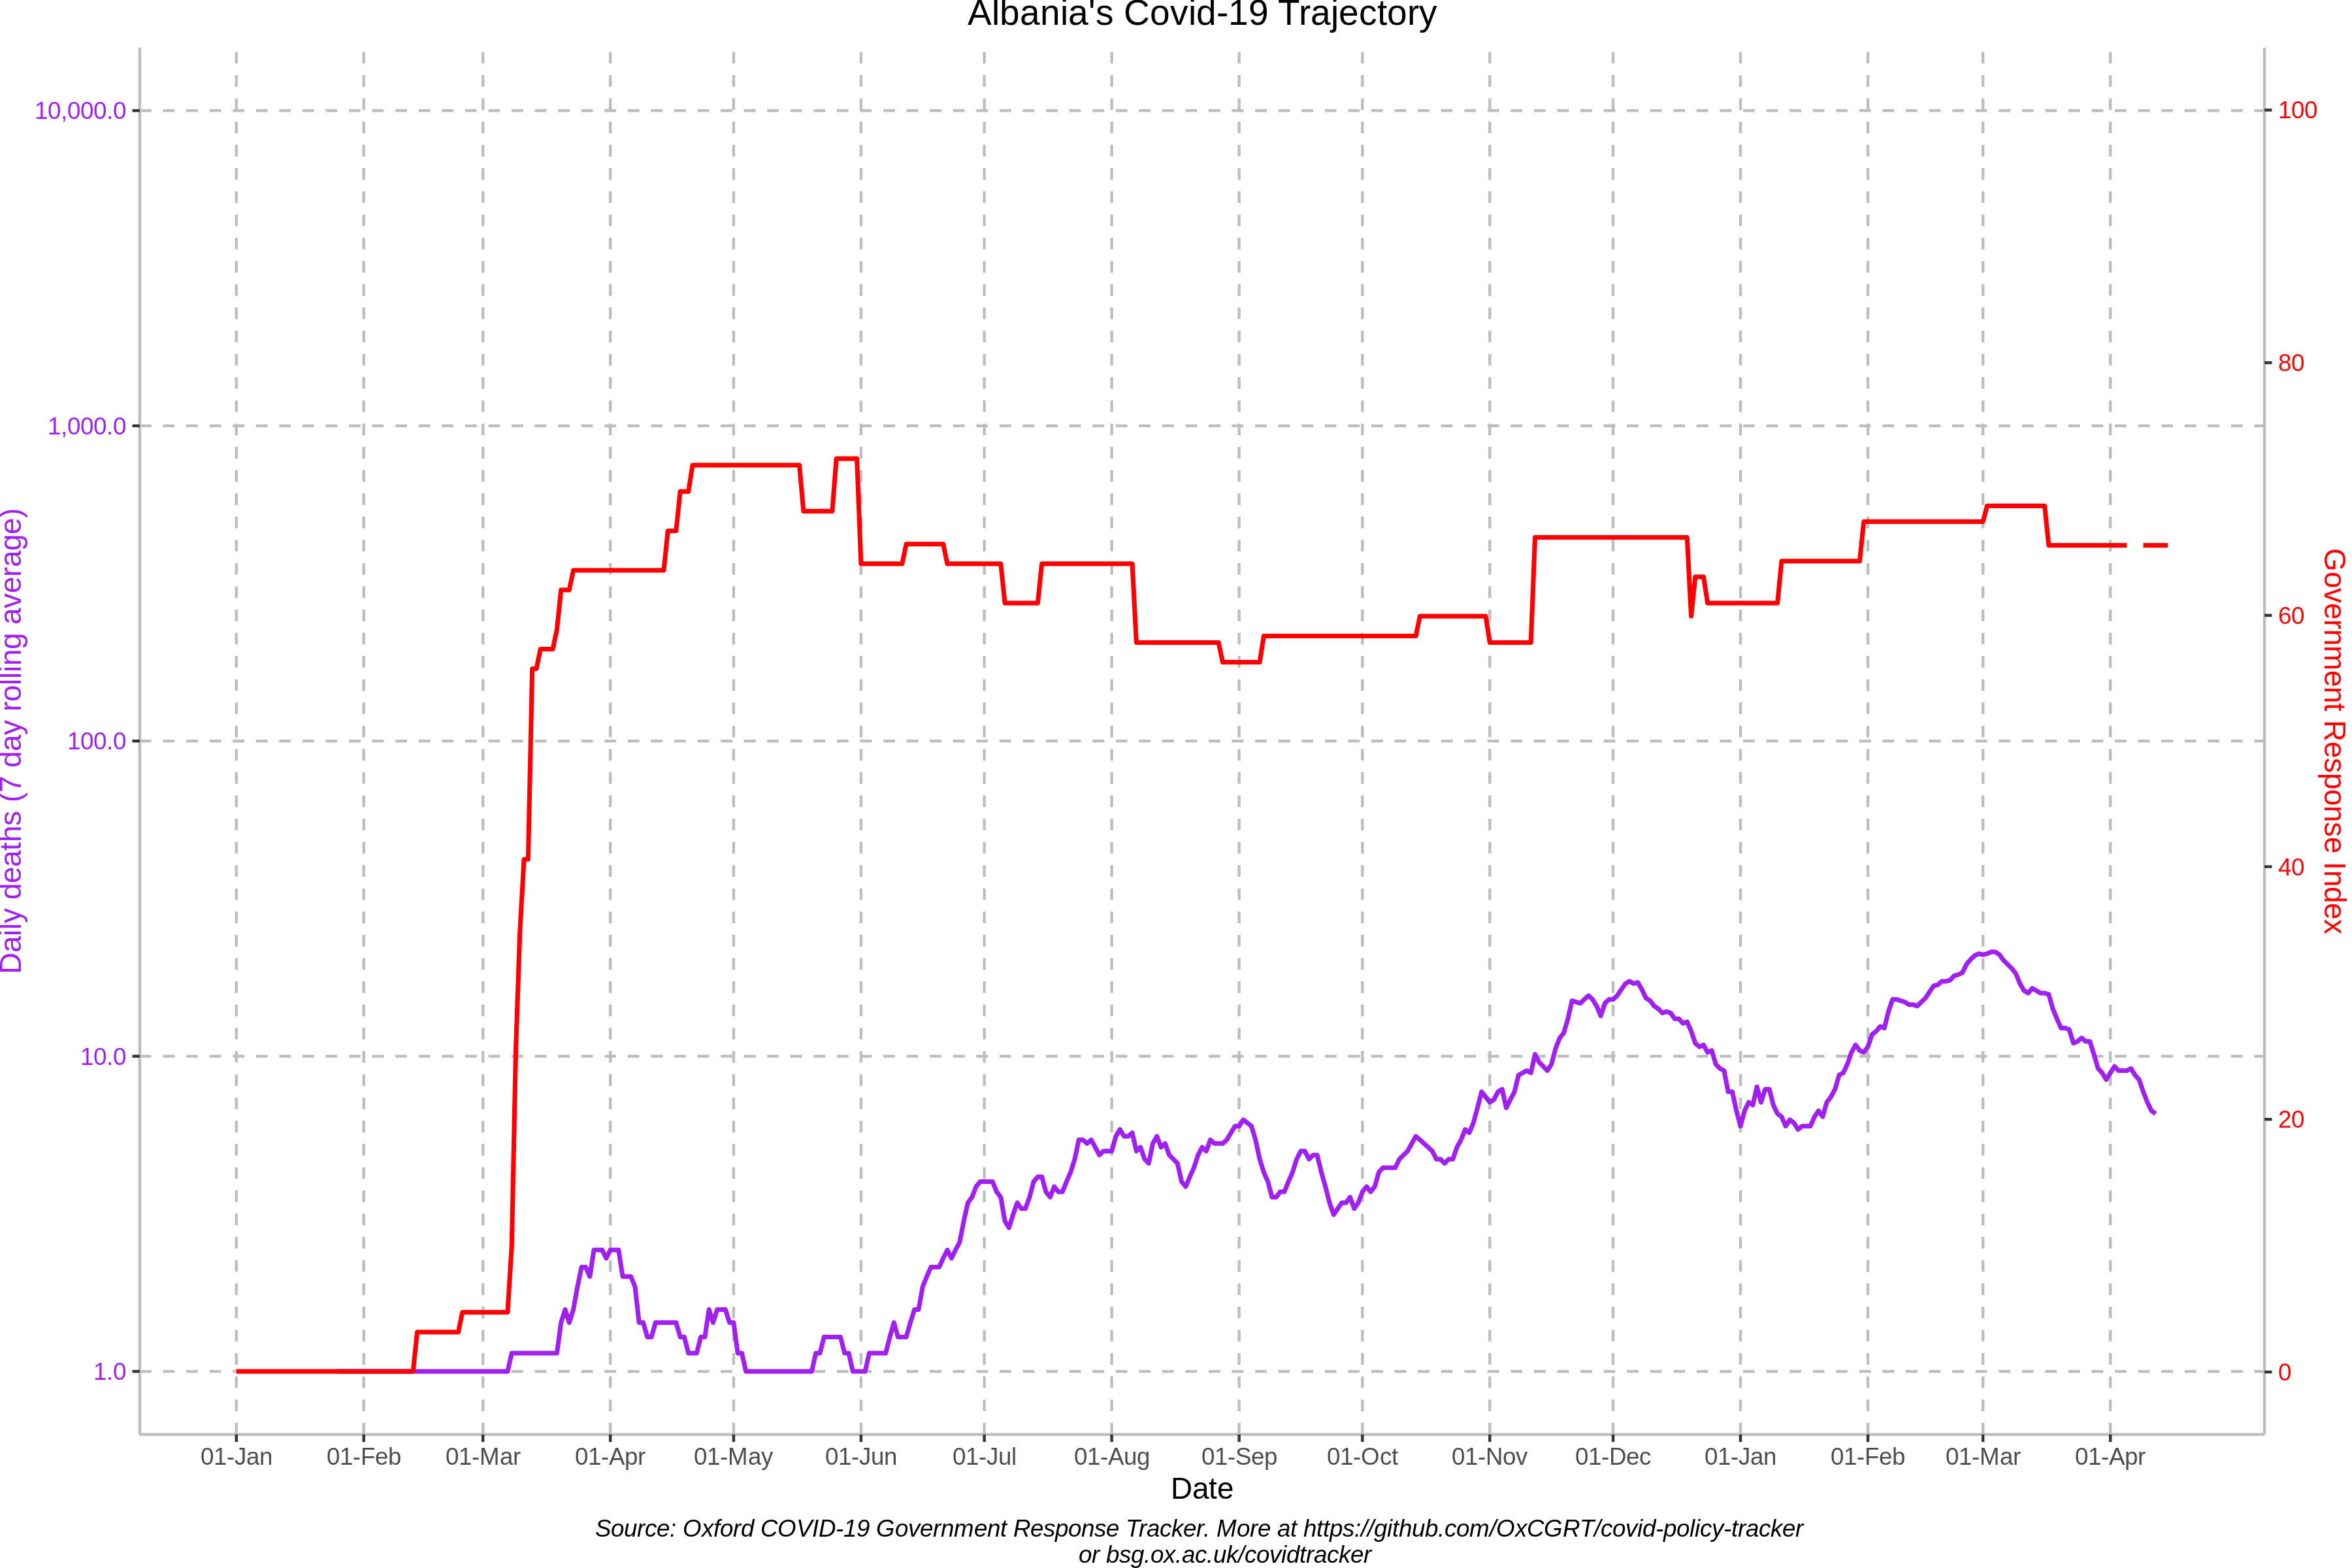 Albania's Covid-19 Trajectory
10,000.0
1,000.0
100.0
10.0
1.0
Daily deaths (7 day rolling average)
100
80
60
40
20
0
Government Response Index
01-Jan 01-Feb 01-Mar 01-Apr 01-May 01-Jun 01-Jul 01-Aug 01-Sep 01-Oct 01-Nov 01-Dec 01-Jan 01-Feb 01-Mar 01-Apr
Date
Source: Oxford COVID-19 Government Response Tracker. More at https://github.com/OxCGRT/covid-policy-tracker
or bsg.ox.ac.uk/covidtracker